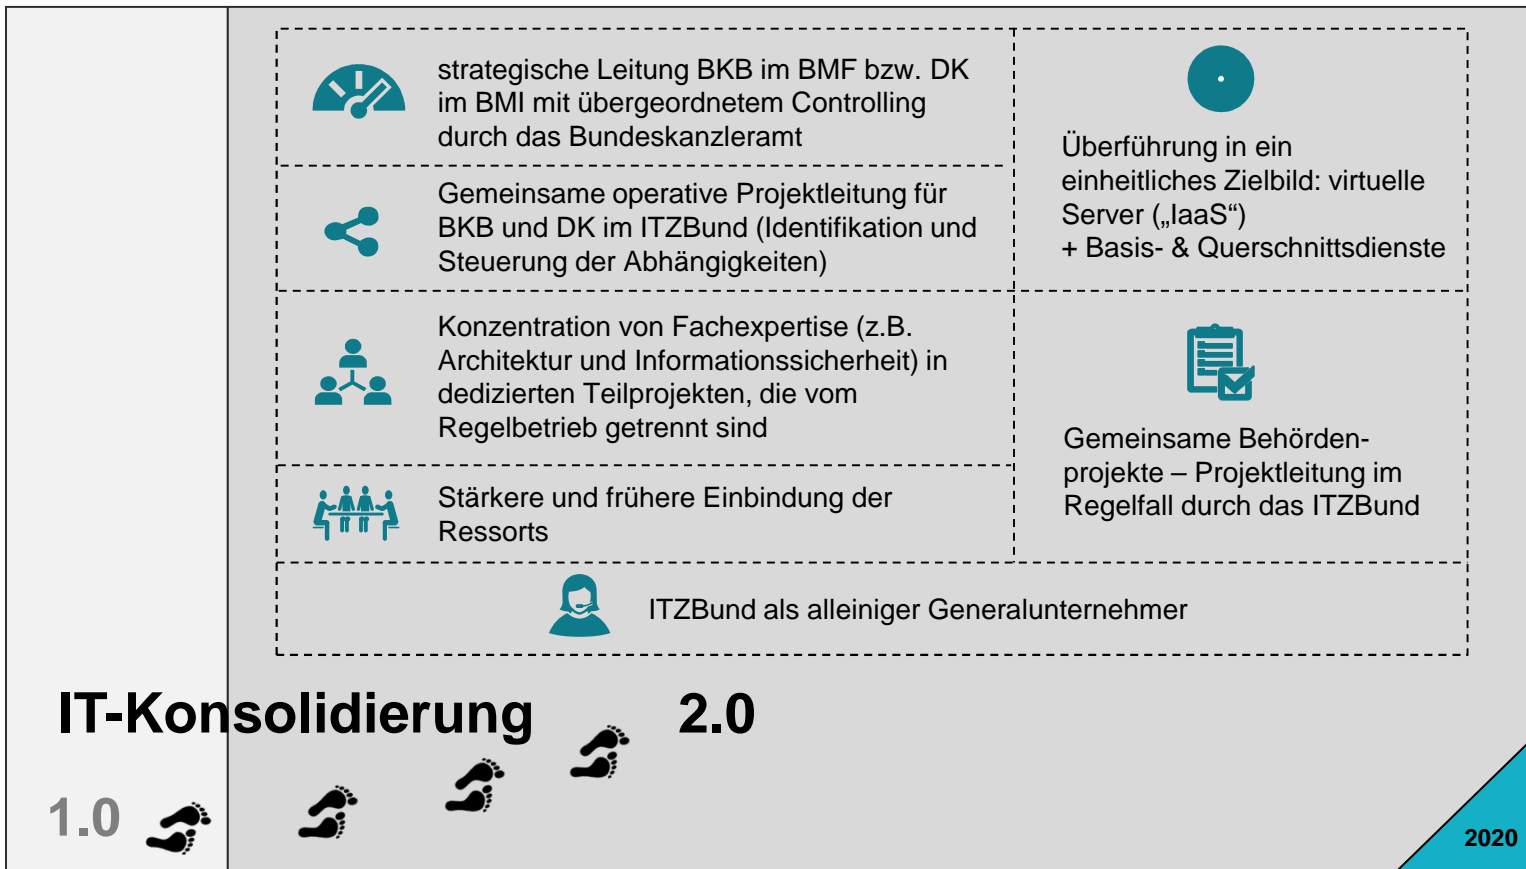 strategische Leitung BKB im BMF bzw. DK
im BMI mit übergeordnetem Controlling
durch das Bundeskanzleramt
Gemeinsame operative Projektleitung für
BKB und DK im ITZBund (Identifikation und
Steuerung der Abhängigkeiten)
Konzentration von Fachexpertise (z.B.
Architektur und Informationssicherheit) in
dedizierten Teilprojekten, die vom
Regelbetrieb getrennt sind
Stärkere und frühere Einbindung der
Ressorts
Überführung in ein
einheitliches Zielbild: virtuelle
Server („IaaS“)
+ Basis- & Querschnittsdienste
Gemeinsame Behörden-
projekte – Projektleitung im
Regelfall durch das ITZBund
ITZBund als alleiniger Generalunternehmer
IT-Konsolidierung 2.0
1.0
2020